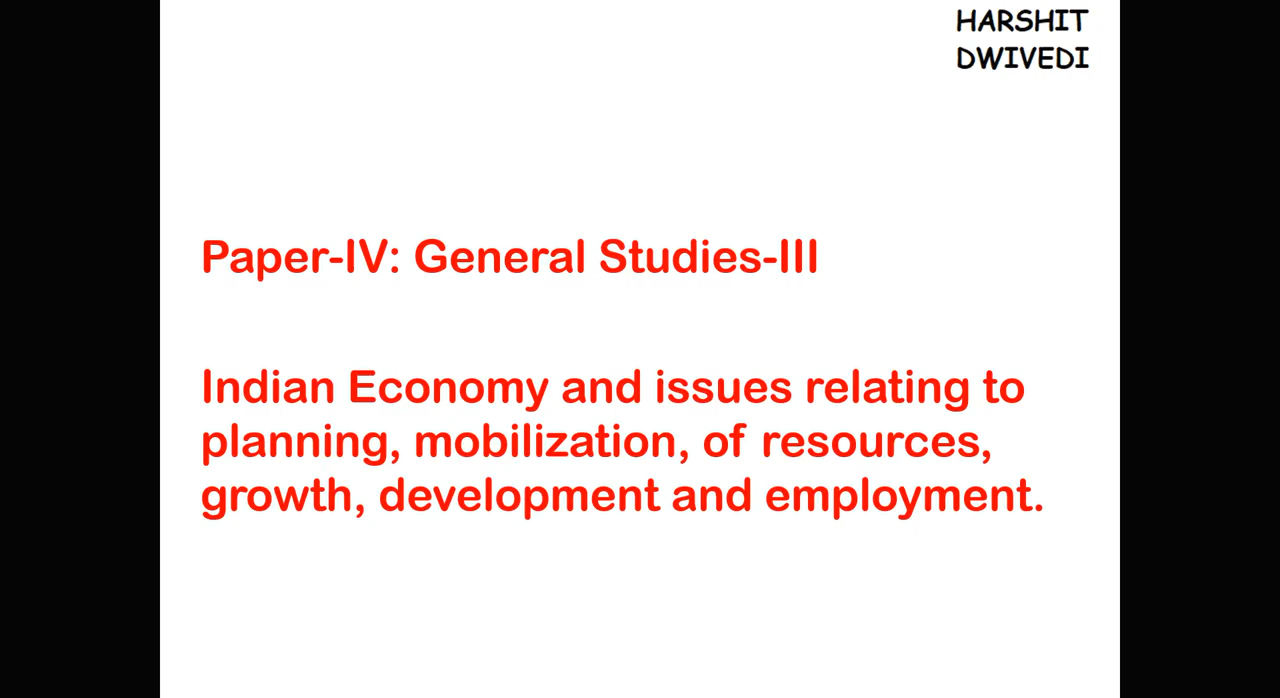 HARSHIT
DWIVEDI
Paper-IV: General Studies-III
Indian Economy and issues relating to
planning, mobilization, of resources,
growth, development and employment.